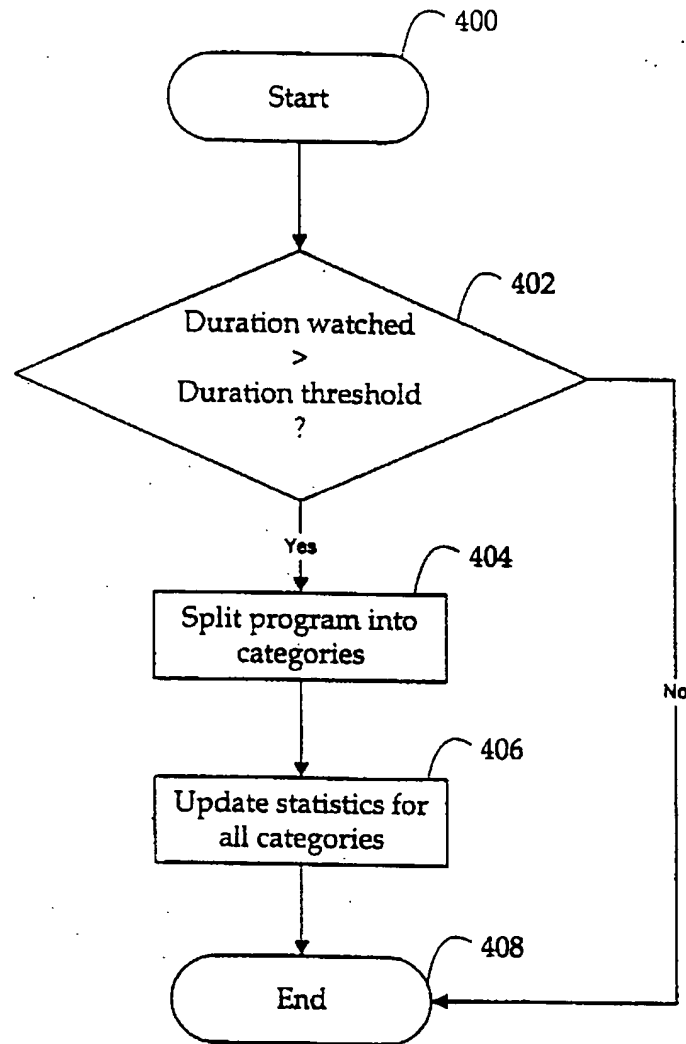 400
Start
402
Duration watched
>
Duration threshold
?
Yes
404
Split program into
categories
No
406
Update statistics for
all categories
408
End